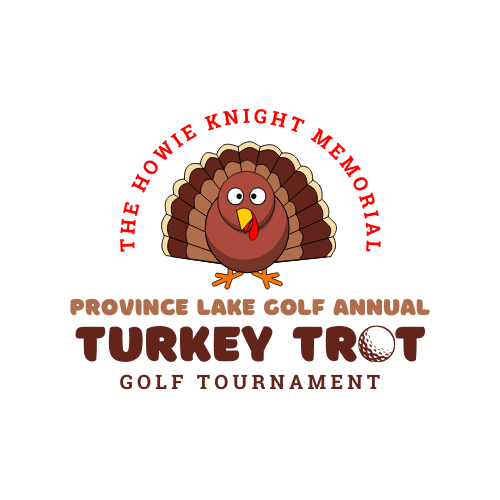 THE HOWIE KNIGHT MEMORIAL
PROVINCE LAKE GOLF ANNUAL
TURKEY TROT
GOLF TOURNAMENT